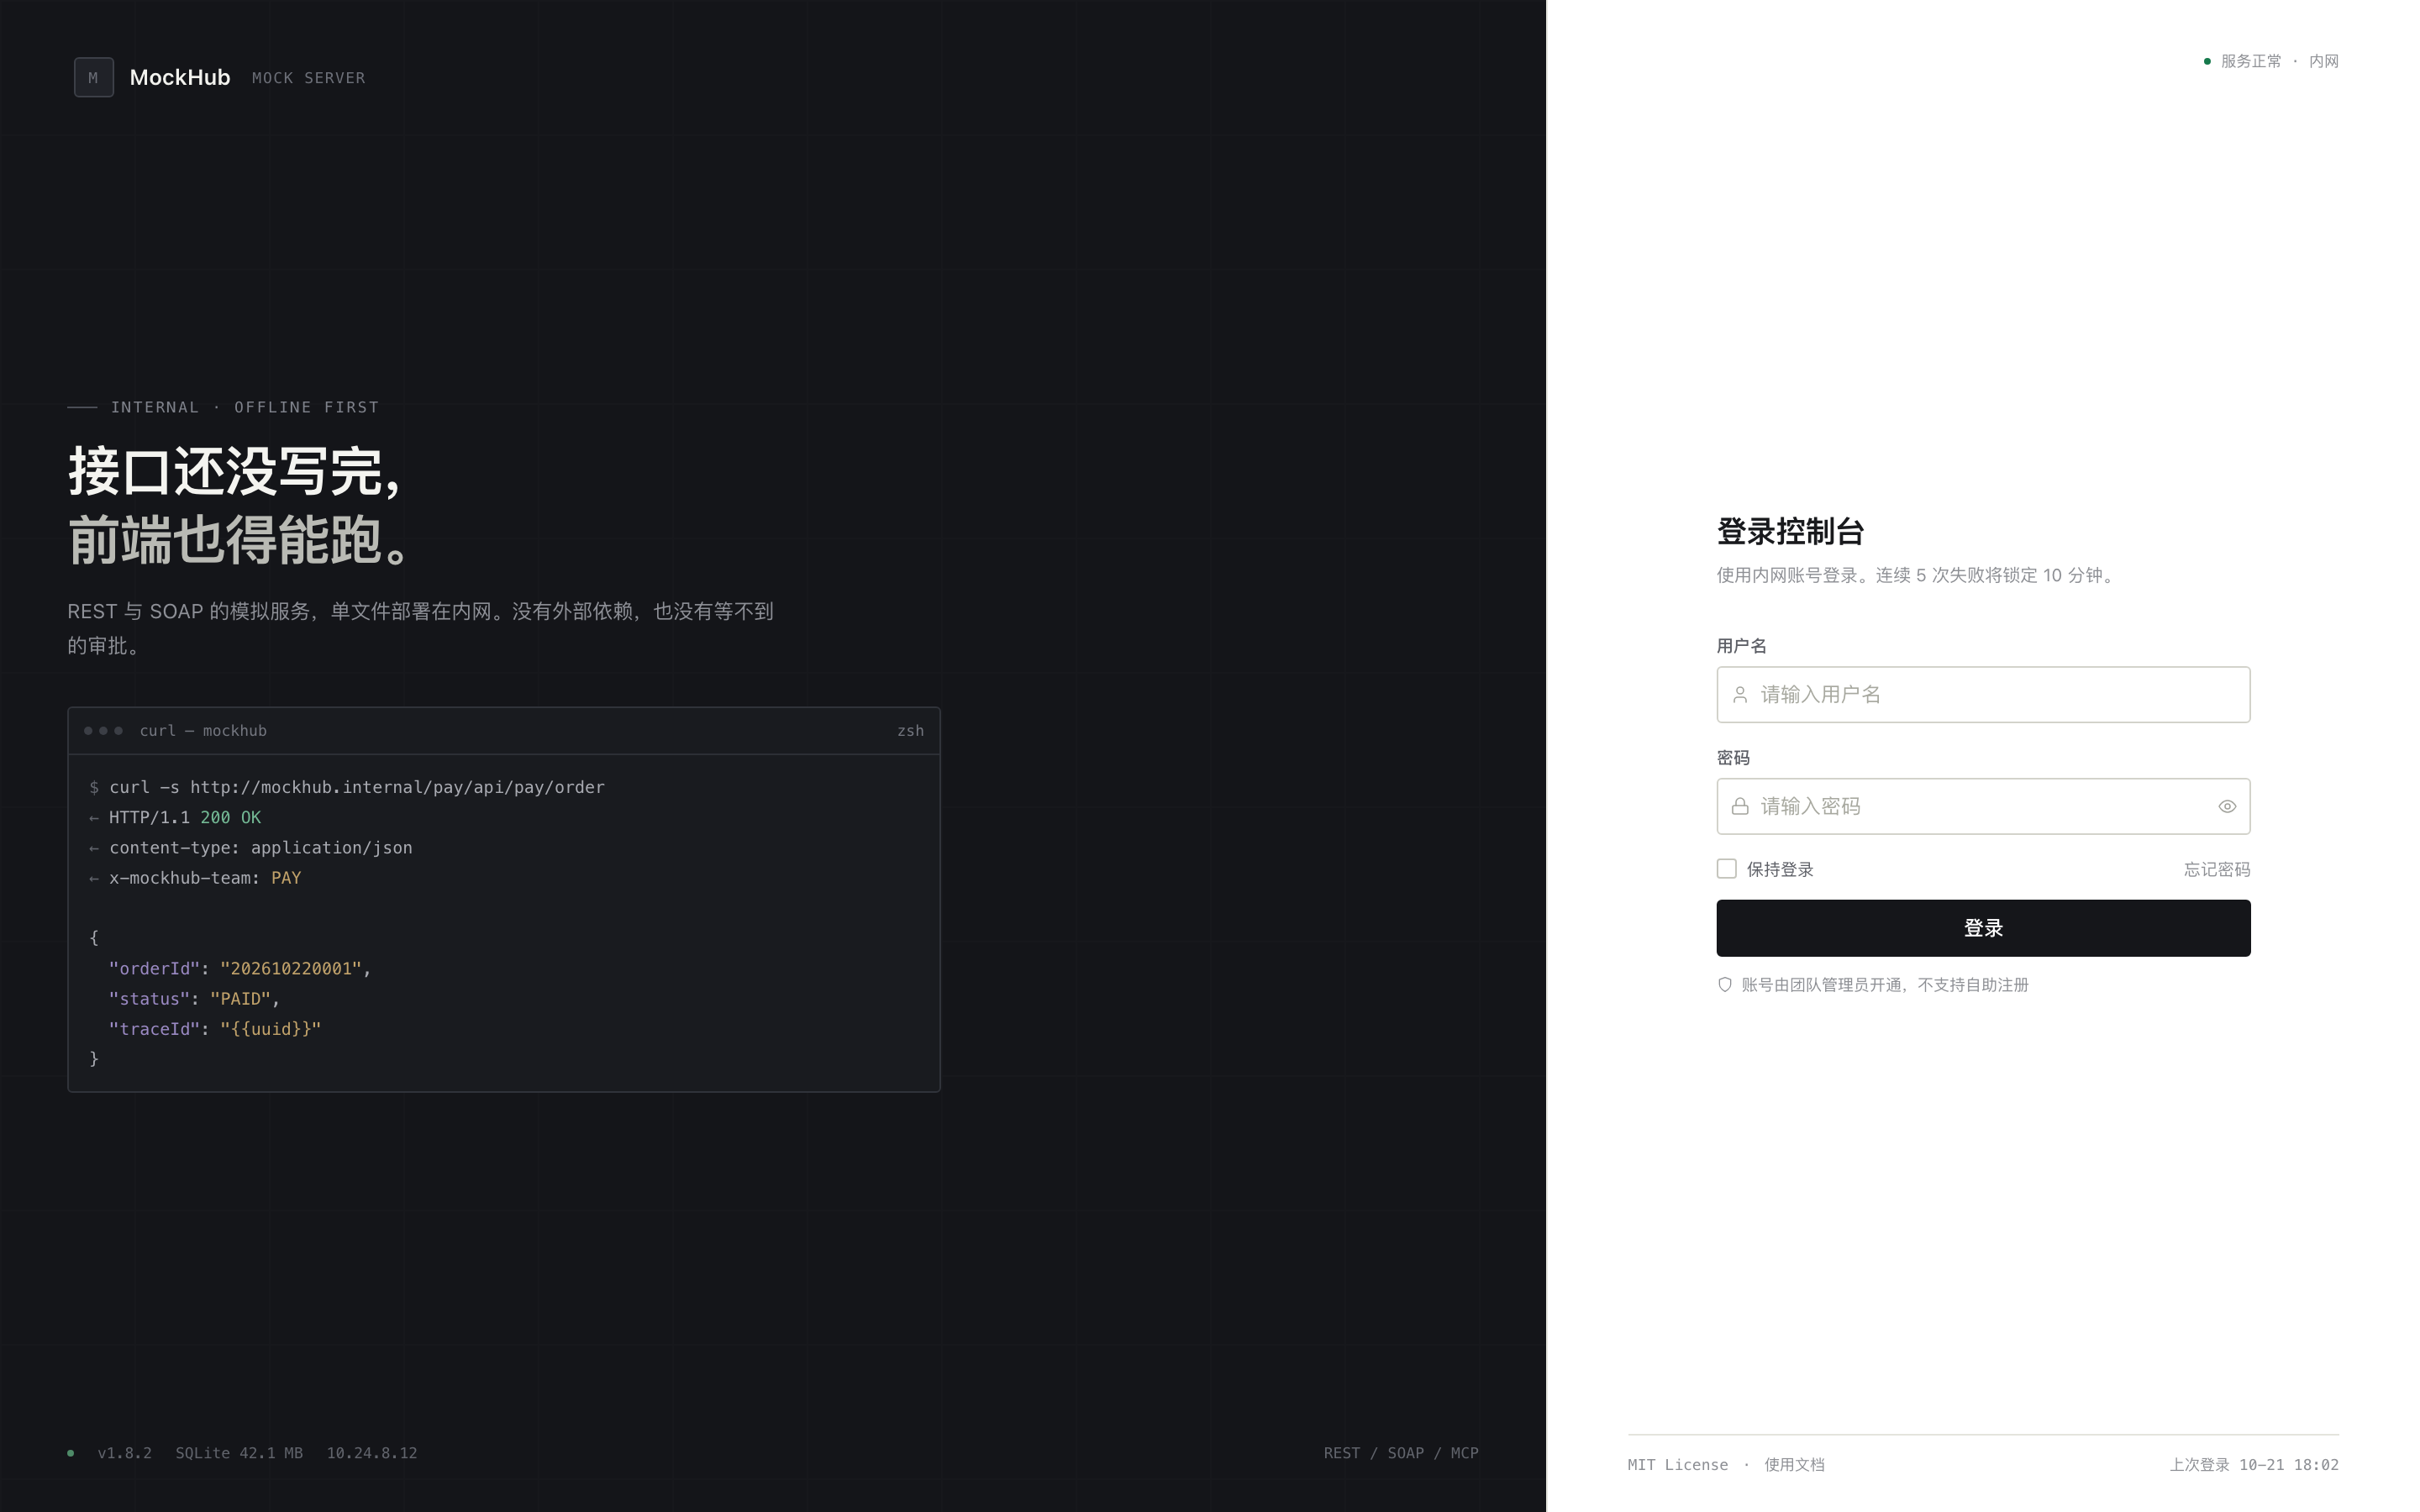 M MockHub MOCK SERVER
INTERNAL · OFFLINE FIRST
接口还没写完，
前端也得能跑。
REST 与 SOAP 的模拟服务，单文件部署在内网。没有外部依赖，也没有等不到
的审批。
curl — mockhub zsh
$ curl -s http://mockhub.internal/pay/api/pay/order
← HTTP/1.1 200 OK
← content-type: application/json
← x-mockhub-team: PAY
{
"orderId": "202610220001",
"status": "PAID",
"traceId": "{{uuid}}"
}
v1.8.2 SQLite 42.1 MB 10.24.8.12 REST / SOAP / MCP
服务正常 · 内网
登录控制台
使用内网账号登录。连续 5 次失败将锁定 10 分钟。
用户名
请输入用户名
密码
请输入密码
保持登录 忘记密码
登录
账号由团队管理员开通，不支持自助注册
MIT License · 使用文档 上次登录 10-21 18:02